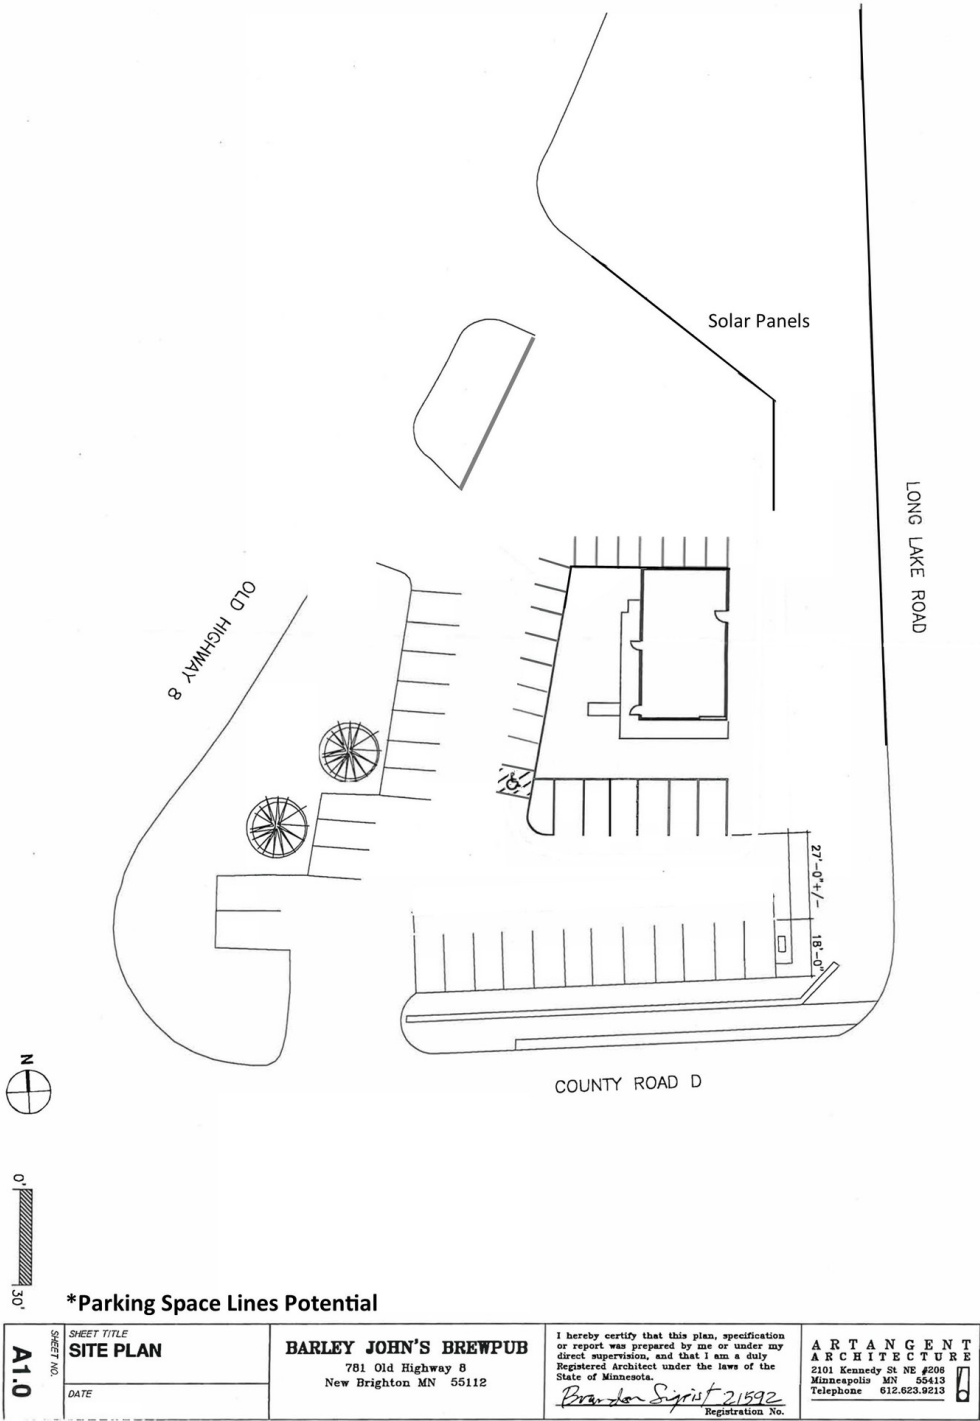 Solar Panels
LONG LAKE ROAD
OLD HIGHWAY 8
27'-0"+/-
18'-0"
COUNTY ROAD D
N
0'
30'
*Parking Space Lines Potential
A1.0
SHEET NO.
SHEET TITLE
SITE PLAN
DATE
BARLEY JOHN'S BREWPUB
781 Old Highway 8
New Brighton MN 55112
I hereby certify that this plan, specification
or report was prepared by me or under my
direct supervision, and that I am a duly
Registered Architect under the laws of the
State of Minnesota.
Brandon Sigrist 21592
Registration No.
ARTANGENT
ARCHITECTURE
2101 Kennedy St NE #206
Minneapolis MN 55413
Telephone 612.623.9213